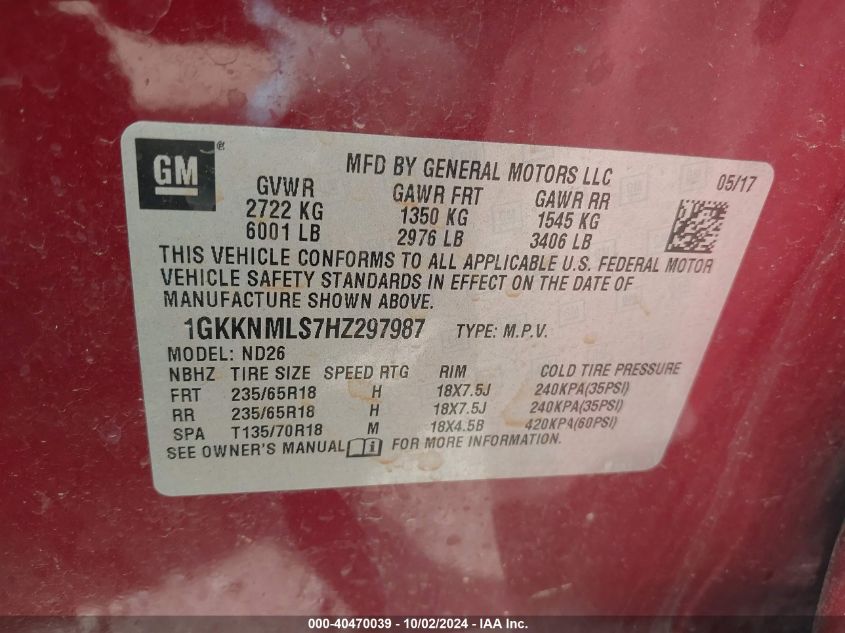 GM®
MFD BY GENERAL MOTORS LLC
05/17
GVWR GAWR FRT GAWR RR
2722 KG 1350 KG 1545 KG
6001 LB 2976 LB 3406 LB
THIS VEHICLE CONFORMS TO ALL APPLICABLE U.S. FEDERAL MOTOR
VEHICLE SAFETY STANDARDS IN EFFECT ON THE DATE OF
MANUFACTURE SHOWN ABOVE.
1GKKNMLS7HZ297987 TYPE: M.P.V.
MODEL: ND26
NBHZ TIRE SIZE SPEED RTG RIM COLD TIRE PRESSURE
FRT 235/65R18 H 18X7.5J 240KPA(35PSI)
RR 235/65R18 H 18X7.5J 240KPA(35PSI)
SPA T135/70R18 M 18X4.5B 420KPA(60PSI)
SEE OWNER'S MANUAL FOR MORE INFORMATION.
000-40470039 - 10/02/2024 - IAA Inc.